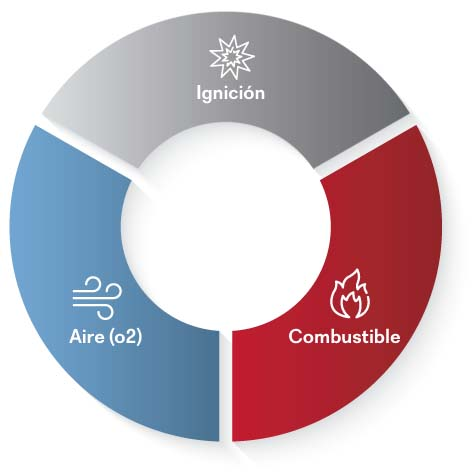 Ignición
Aire (o2)
Combustible